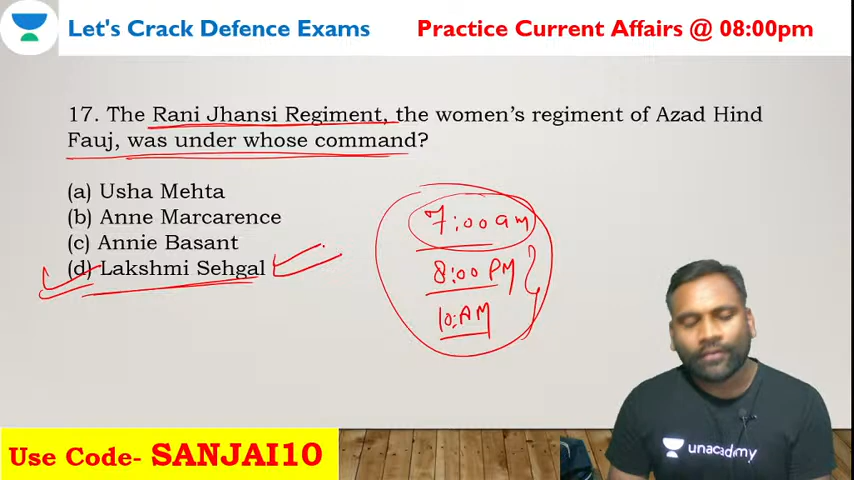 Let's Crack Defence Exams Practice Current Affairs @ 08:00pm
17. The Rani Jhansi Regiment, the women's regiment of Azad Hind
Fauj, was under whose command?
(a) Usha Mehta
(b) Anne Marcarence
(c) Annie Basant
(d) Lakshmi Sehgal
7:00am
8:00 PM
10:AM
unacademy
Use Code- SANJAI10